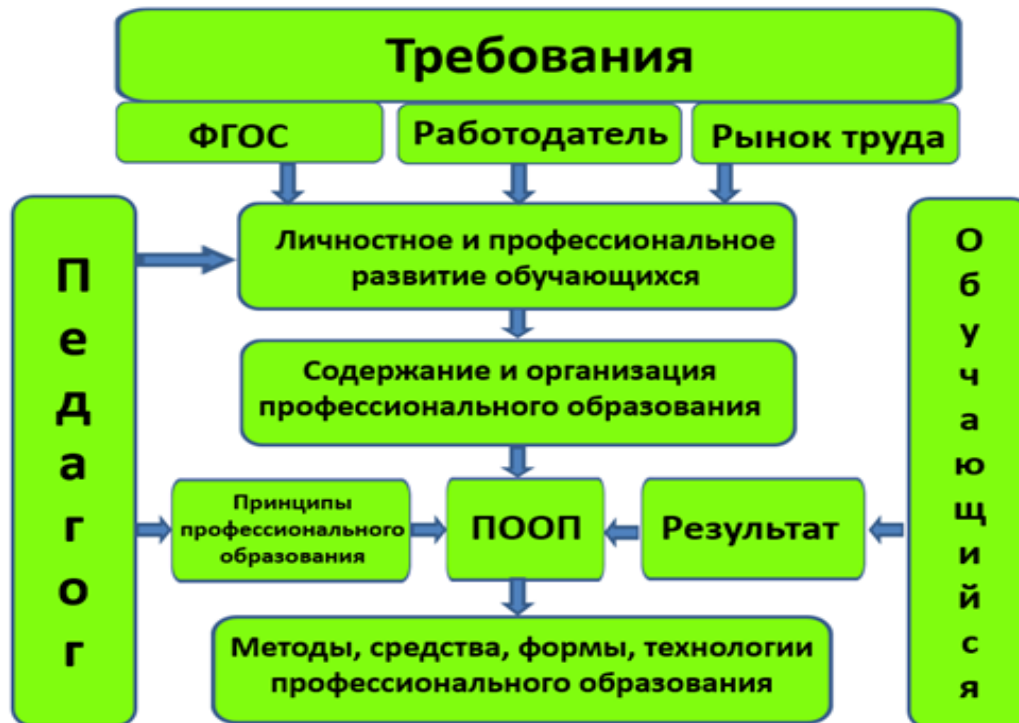 Требования
ФГОС
Работодатель
Рынок труда
Педагог
Личностное и профессиональное
развитие обучающихся
Содержание и организация
профессионального образования
Принципы
профессионального
образования
ПООП
Результат
Методы, средства, формы, технологии
профессионального образования
Обучающийся